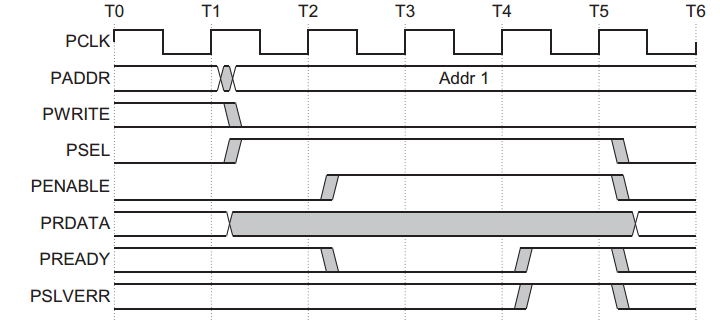 T0 T1 T2 T3 T4 T5 T6
PCLK
PADDR Addr 1
PWRITE
PSEL
PENABLE
PRDATA
PREADY
PSLVERR